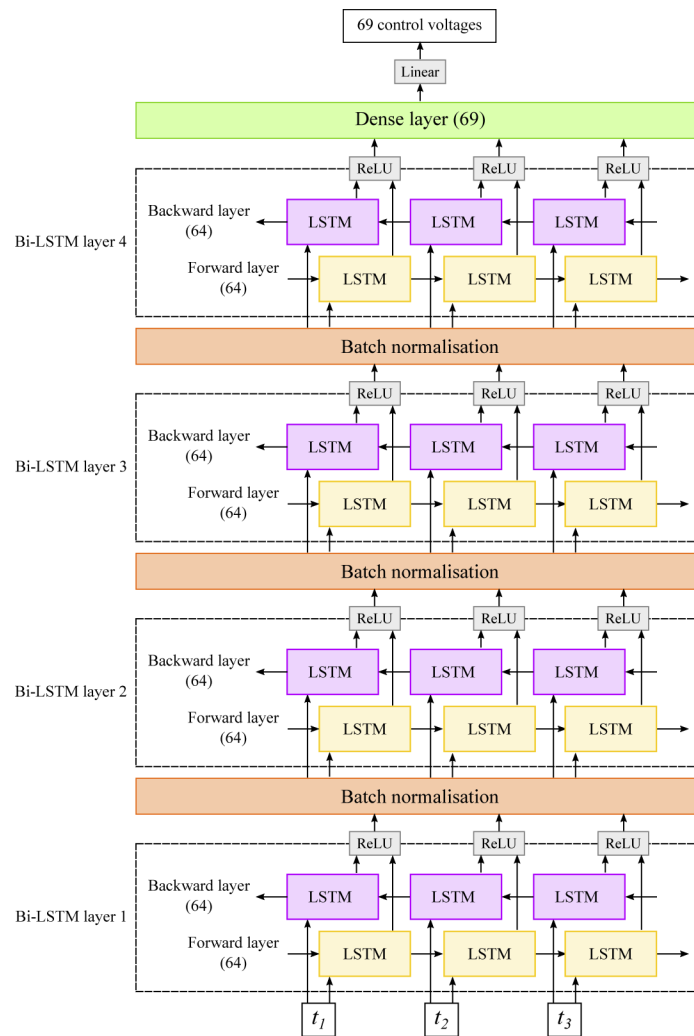 69 control voltages
Linear
Dense layer (69)
ReLU ReLU ReLU
Backward layer
(64)
LSTM LSTM LSTM
Bi-LSTM layer 4
Forward layer
(64)
LSTM LSTM LSTM
Batch normalisation
ReLU ReLU ReLU
Backward layer
(64)
LSTM LSTM LSTM
Bi-LSTM layer 3
Forward layer
(64)
LSTM LSTM LSTM
Batch normalisation
ReLU ReLU ReLU
Backward layer
(64)
LSTM LSTM LSTM
Bi-LSTM layer 2
Forward layer
(64)
LSTM LSTM LSTM
Batch normalisation
ReLU ReLU ReLU
Backward layer
(64)
LSTM LSTM LSTM
Bi-LSTM layer 1
Forward layer
(64)
LSTM LSTM LSTM
t1 t2 t3